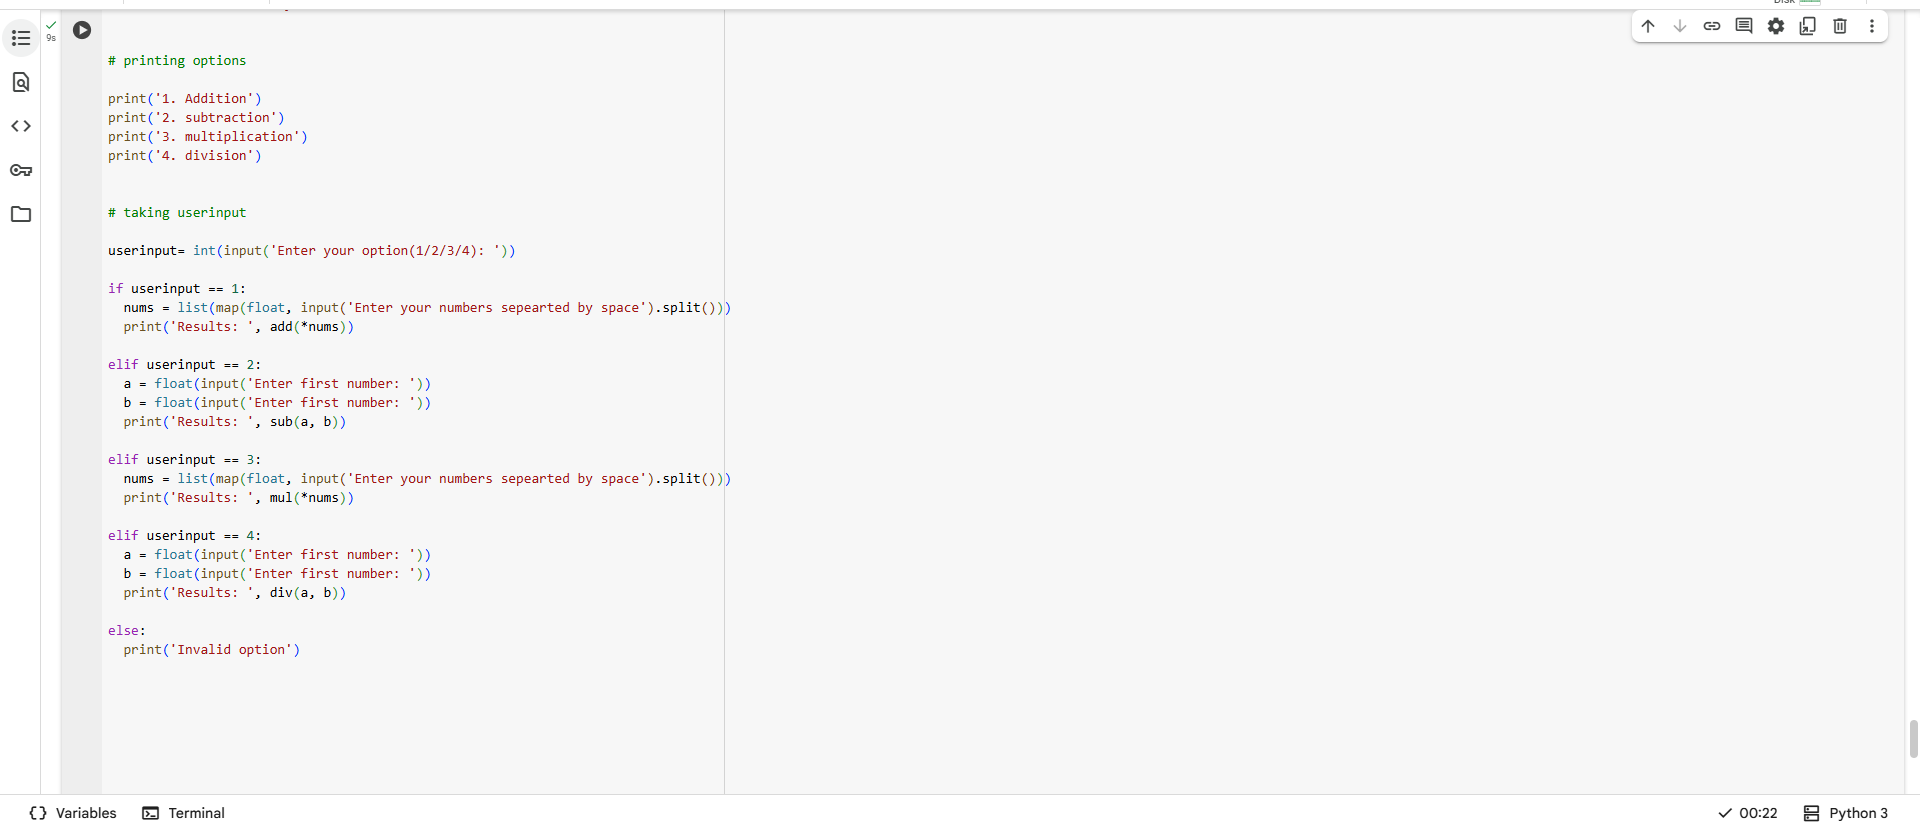 Disk
9s
# printing options
print('1. Addition')
print('2. subtraction')
print('3. multiplication')
print('4. division')
# taking userinput
userinput= int(input('Enter your option(1/2/3/4): '))
if userinput == 1:
  nums = list(map(float, input('Enter your numbers sepearted by space').split()))
  print('Results: ', add(*nums))
elif userinput == 2:
  a = float(input('Enter first number: '))
  b = float(input('Enter first number: '))
  print('Results: ', sub(a, b))
elif userinput == 3:
  nums = list(map(float, input('Enter your numbers sepearted by space').split()))
  print('Results: ', mul(*nums))
elif userinput == 4:
  a = float(input('Enter first number: '))
  b = float(input('Enter first number: '))
  print('Results: ', div(a, b))
else:
  print('Invalid option')
Variables Terminal 00:22 Python 3